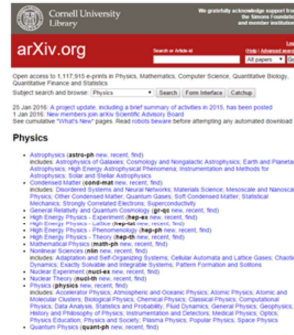 Cornell University
Library
We gratefully acknowledge support from
the Simons Foundation
and member institutions
arXiv.org
Search or Article-id
(Help | Advanced search)
All papers
Open access to 1,117,915 e-prints in Physics, Mathematics, Computer Science, Quantitative Biology,
Quantitative Finance and Statistics
Subject search and browse: Physics Search Form Interface Catchup
25 Jan 2016: A project update, including a brief summary of activities in 2015, has been posted
1 Jan 2016: New members join arXiv Scientific Advisory Board
See cumulative "What's New" pages. Read robots beware before attempting any automated download
Physics
Astrophysics (astro-ph new, recent, find)
includes: Astrophysics of Galaxies; Cosmology and Nongalactic Astrophysics; Earth and Planetary
Astrophysics; High Energy Astrophysical Phenomena; Instrumentation and Methods for
Astrophysics; Solar and Stellar Astrophysics
Condensed Matter (cond-mat new, recent, find)
includes: Disordered Systems and Neural Networks; Materials Science; Mesoscale and Nanoscale
Physics; Other Condensed Matter; Quantum Gases; Soft Condensed Matter; Statistical
Mechanics; Strongly Correlated Electrons; Superconductivity
General Relativity and Quantum Cosmology (gr-qc new, recent, find)
High Energy Physics - Experiment (hep-ex new, recent, find)
High Energy Physics - Lattice (hep-lat new, recent, find)
High Energy Physics - Phenomenology (hep-ph new, recent, find)
High Energy Physics - Theory (hep-th new, recent, find)
Mathematical Physics (math-ph new, recent, find)
Nonlinear Sciences (nlin new, recent, find)
includes: Adaptation and Self-Organizing Systems; Cellular Automata and Lattice Gases; Chaotic
Dynamics; Exactly Solvable and Integrable Systems; Pattern Formation and Solitons
Nuclear Experiment (nucl-ex new, recent, find)
Nuclear Theory (nucl-th new, recent, find)
Physics (physics new, recent, find)
includes: Accelerator Physics; Atmospheric and Oceanic Physics; Atomic Physics; Atomic and
Molecular Clusters; Biological Physics; Chemical Physics; Classical Physics; Computational
Physics; Data Analysis, Statistics and Probability; Fluid Dynamics; General Physics; Geophysics;
History and Philosophy of Physics; Instrumentation and Detectors; Medical Physics; Optics;
Physics Education; Physics and Society; Plasma Physics; Popular Physics; Space Physics
Quantum Physics (quant-ph new, recent, find)